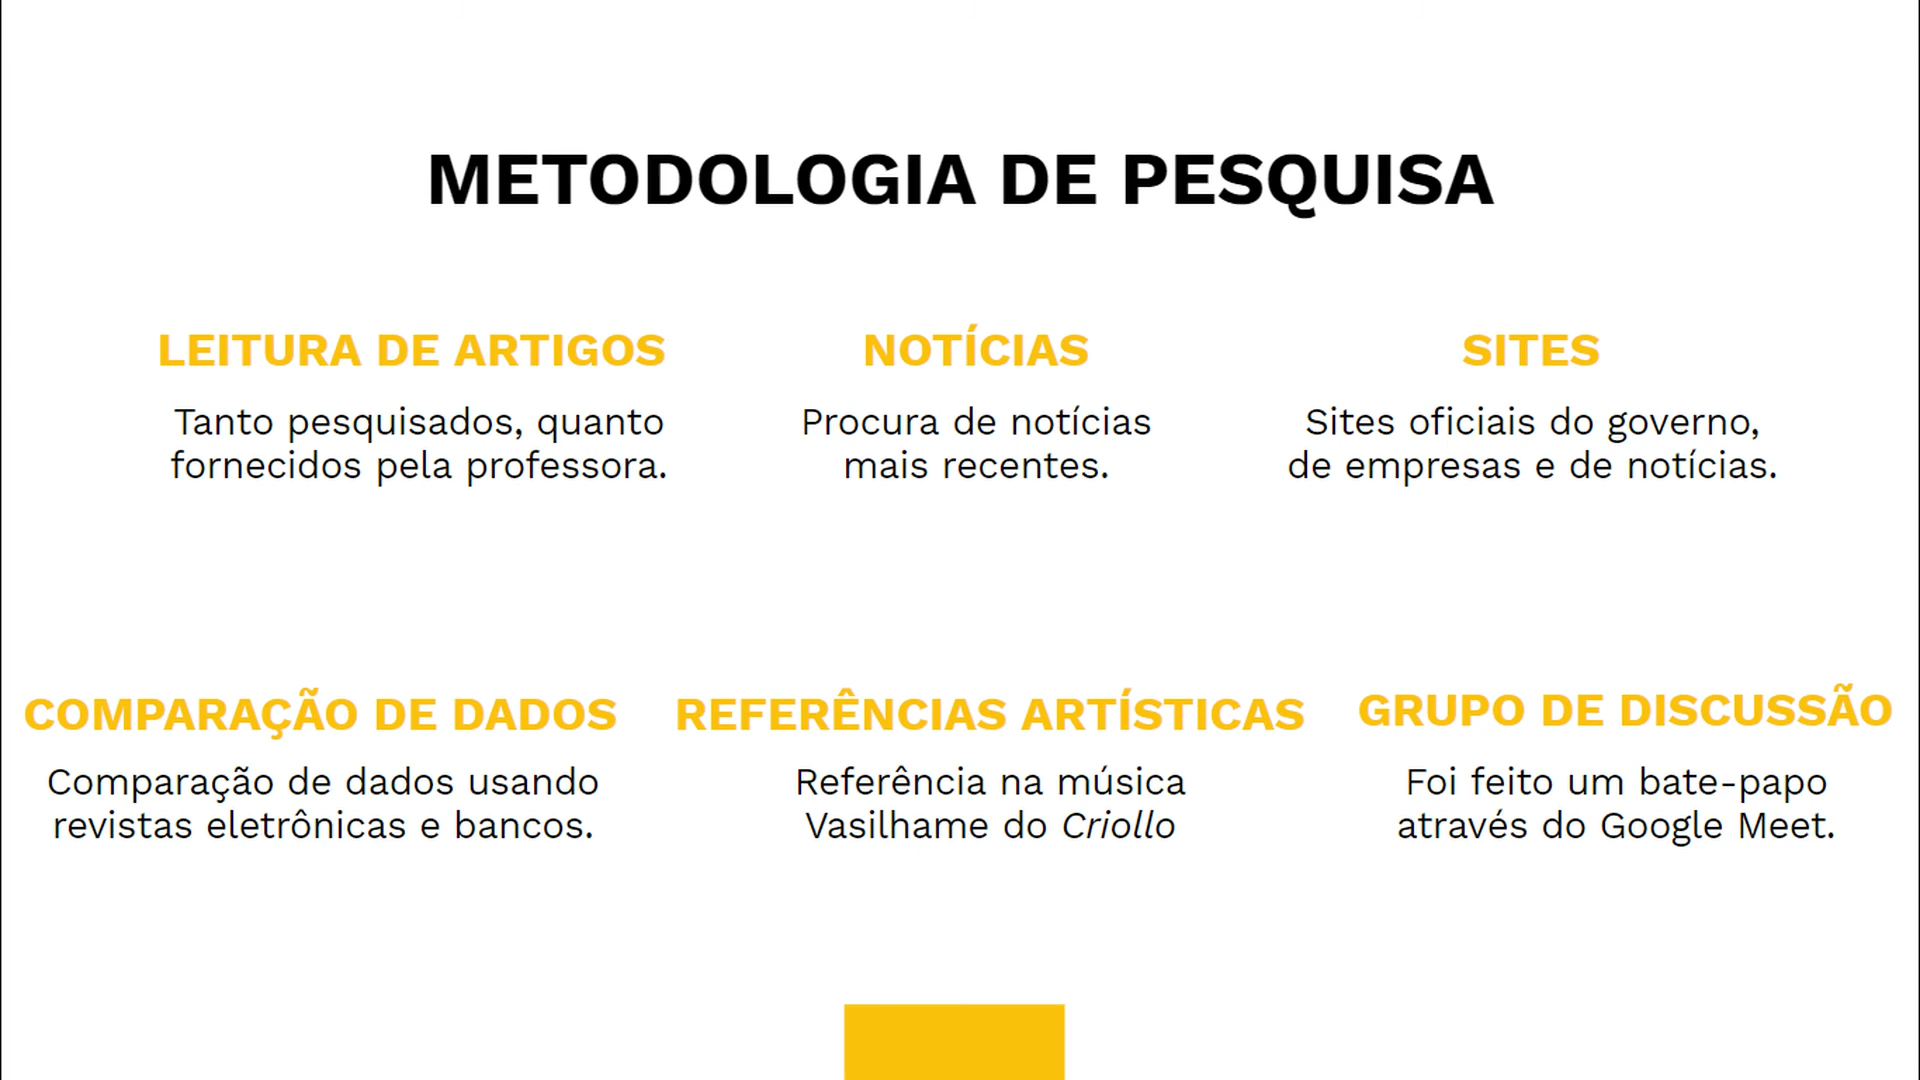 METODOLOGIA DE PESQUISA
LEITURA DE ARTIGOS
Tanto pesquisados, quanto
fornecidos pela professora.
NOTÍCIAS
Procura de notícias
mais recentes.
SITES
Sites oficiais do governo,
de empresas e de notícias.
COMPARAÇÃO DE DADOS
Comparação de dados usando
revistas eletrônicas e bancos.
REFERÊNCIAS ARTÍSTICAS
Referência na música
Vasilhame do Criollo
GRUPO DE DISCUSSÃO
Foi feito um bate-papo
através do Google Meet.